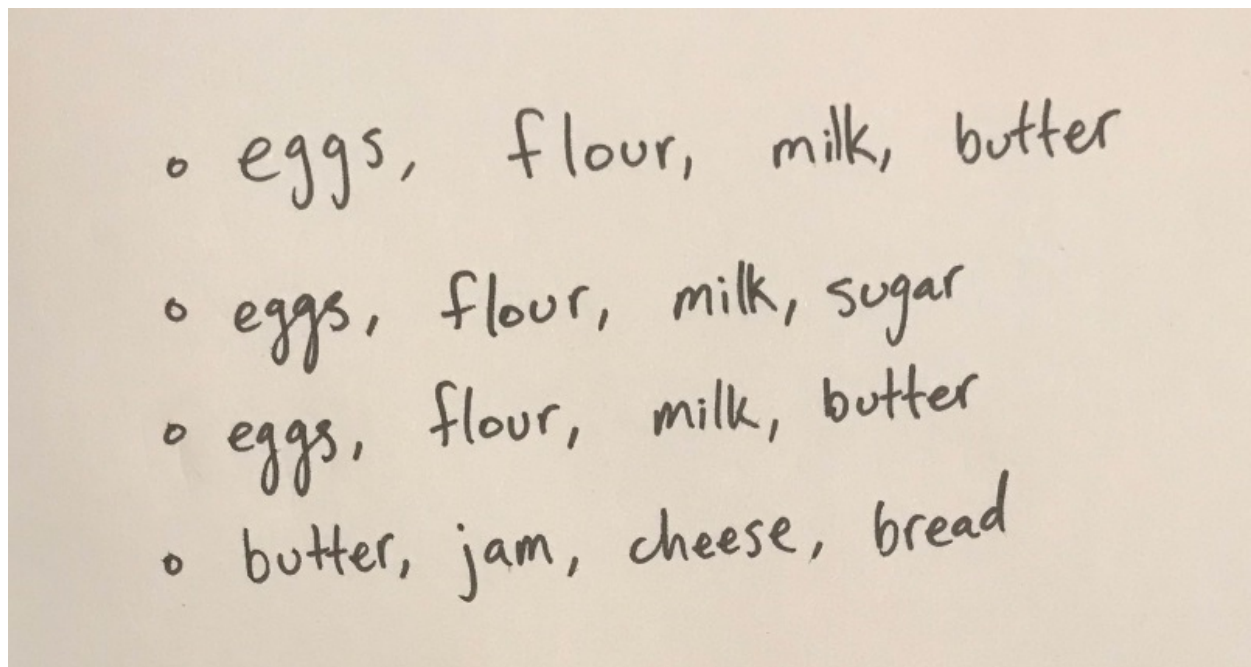 • eggs, flour, milk, butter
• eggs, flour, milk, sugar
• eggs, flour, milk, butter
• butter, jam, cheese, bread